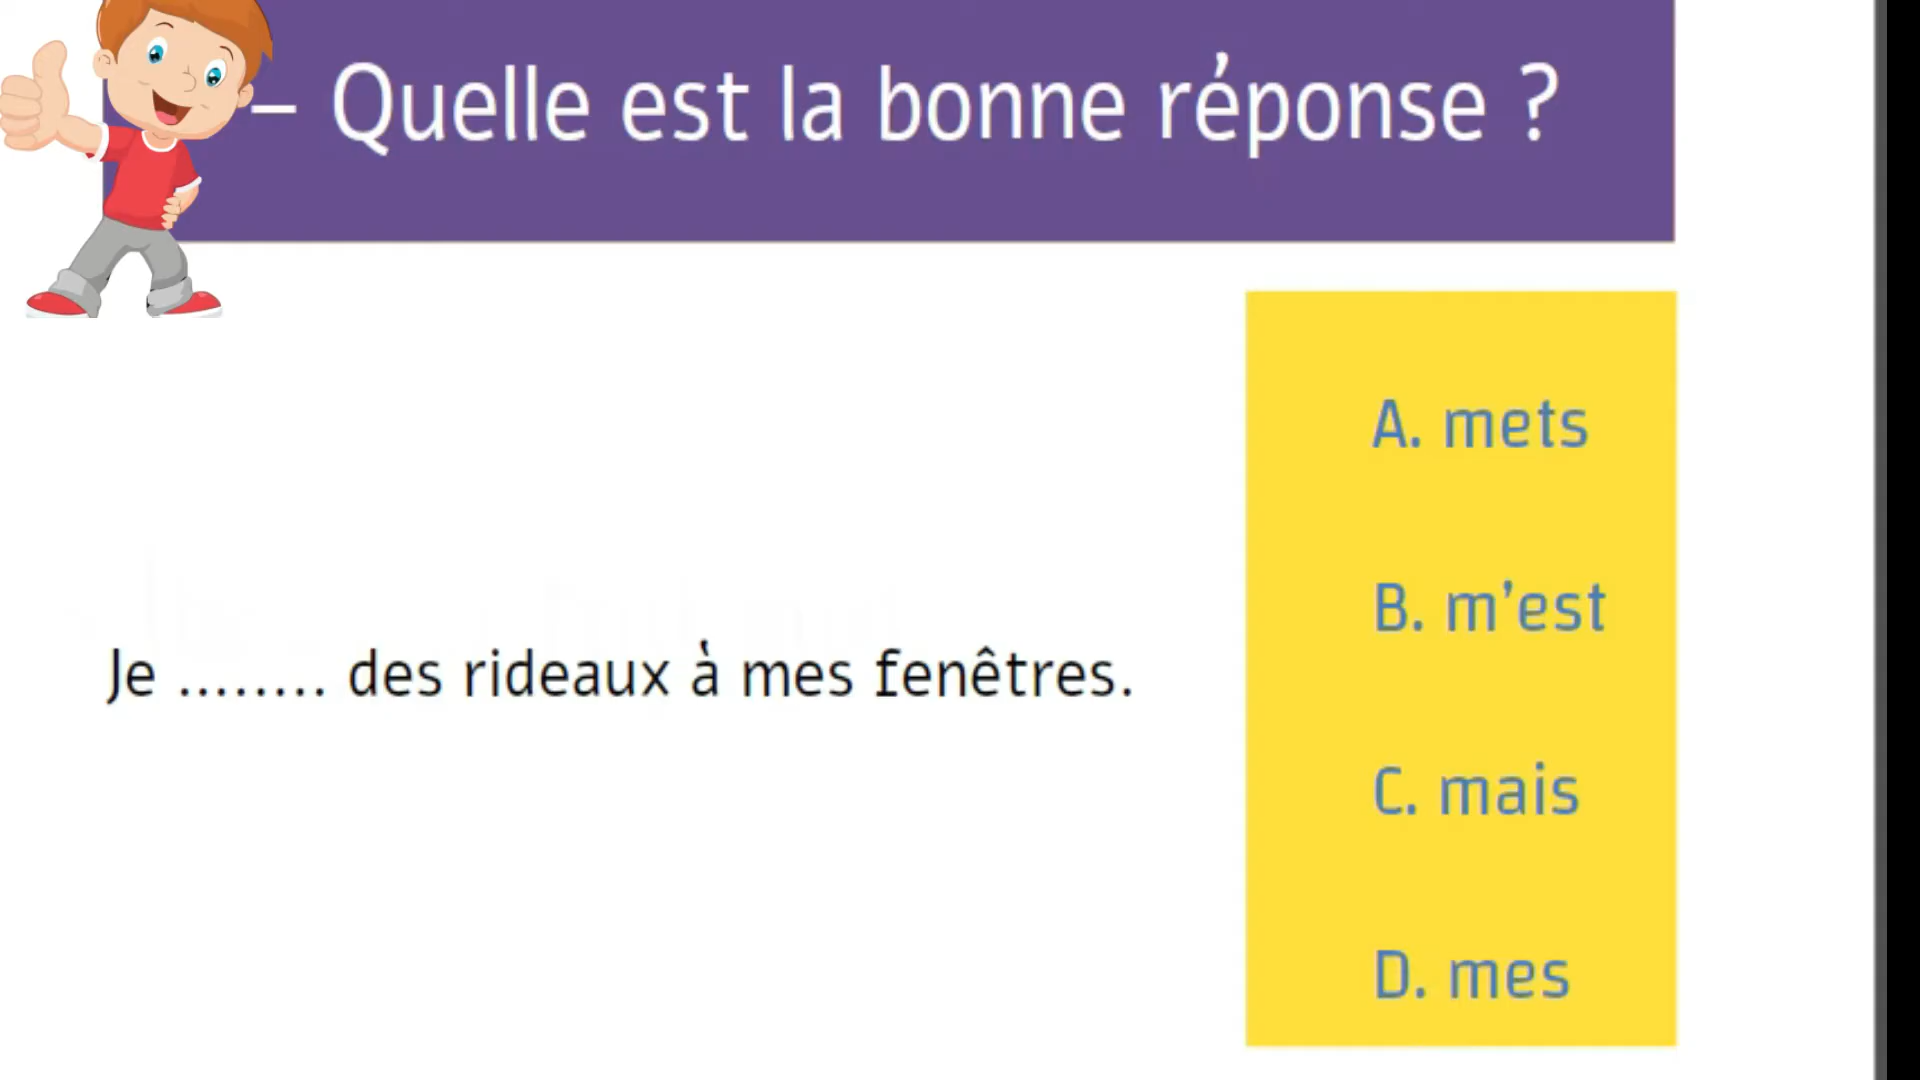 – Quelle est la bonne réponse ?
A. mets
B. m’est
Je ........ des rideaux à mes fenêtres.
C. mais
D. mes